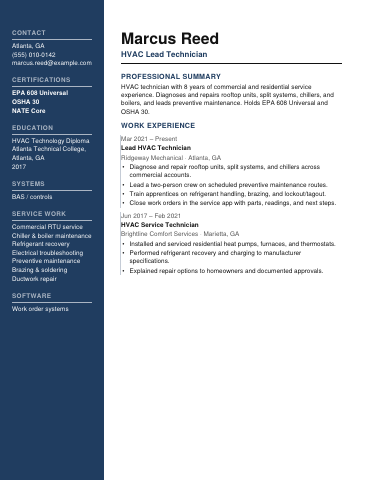 CONTACT
Atlanta, GA
(555) 010-0142
marcus.reed@example.com
CERTIFICATIONS
EPA 608 Universal
OSHA 30
NATE Core
EDUCATION
HVAC Technology Diploma
Atlanta Technical College,
Atlanta, GA
2017
SYSTEMS
BAS / controls
SERVICE WORK
Commercial RTU service
Chiller & boiler maintenance
Refrigerant recovery
Electrical troubleshooting
Preventive maintenance
Brazing & soldering
Ductwork repair
SOFTWARE
Work order systems
Marcus Reed
HVAC Lead Technician
PROFESSIONAL SUMMARY
HVAC technician with 8 years of commercial and residential service
experience. Diagnoses and repairs rooftop units, split systems, chillers, and
boilers, and leads preventive maintenance. Holds EPA 608 Universal and
OSHA 30.
WORK EXPERIENCE
Mar 2021 – Present
Lead HVAC Technician
Ridgeway Mechanical · Atlanta, GA
• Diagnose and repair rooftop units, split systems, and chillers across
commercial accounts.
• Lead a two-person crew on scheduled preventive maintenance routes.
• Train apprentices on refrigerant handling, brazing, and lockout/tagout.
• Close work orders in the service app with parts, readings, and next steps.
Jun 2017 – Feb 2021
HVAC Service Technician
Brightline Comfort Services · Marietta, GA
• Installed and serviced residential heat pumps, furnaces, and thermostats.
• Performed refrigerant recovery and charging to manufacturer
specifications.
• Explained repair options to homeowners and documented approvals.